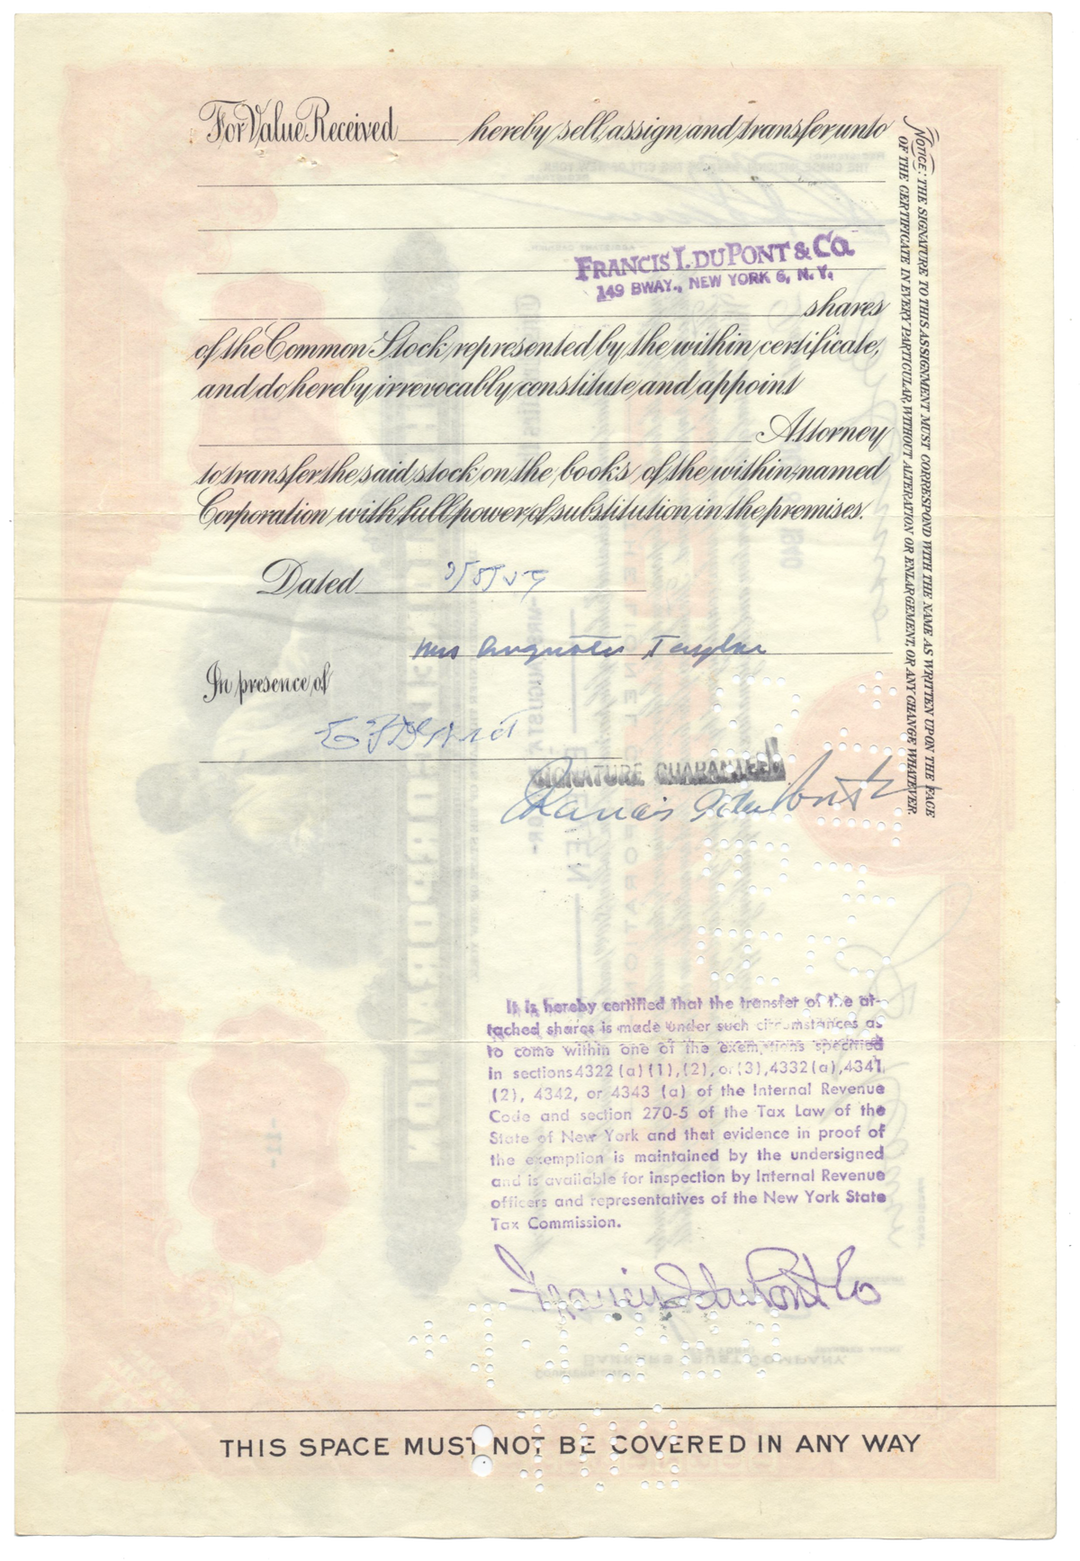 For Value Received ____ hereby sell, assign and transfer unto
FRANCIS I. DUPONT & CO.
149 BWAY., NEW YORK 6, N. Y.
shares
of the Common Stock represented by the within certificate,
and do hereby irrevocably constitute and appoint
Attorney
to transfer the said stock on the books of the within named
Corporation with full power of substitution in the premises.
Dated
Mrs Augusta Taylor
In presence of
SIGNATURE GUARANTEED
Francis I. duPont &
It is hereby certified that the transfer of the at-
tached shares is made under such circumstances as
to come within one of the exemptions specified
in sections 4322 (a) (1), (2), or (3), 4332 (a), 4341,
(2), 4342, or 4343 (a) of the Internal Revenue
Code and section 270-5 of the Tax Law of the
State of New York and that evidence in proof of
the exemption is maintained by the undersigned
and is available for inspection by Internal Revenue
officers and representatives of the New York State
Tax Commission.
Francis I. duPont & Co
THIS SPACE MUST NOT BE COVERED IN ANY WAY
NOTICE: THE SIGNATURE TO THIS ASSIGNMENT MUST CORRESPOND WITH THE NAME AS WRITTEN UPON THE FACE
OF THE CERTIFICATE IN EVERY PARTICULAR, WITHOUT ALTERATION OR ENLARGEMENT, OR ANY CHANGE WHATEVER.